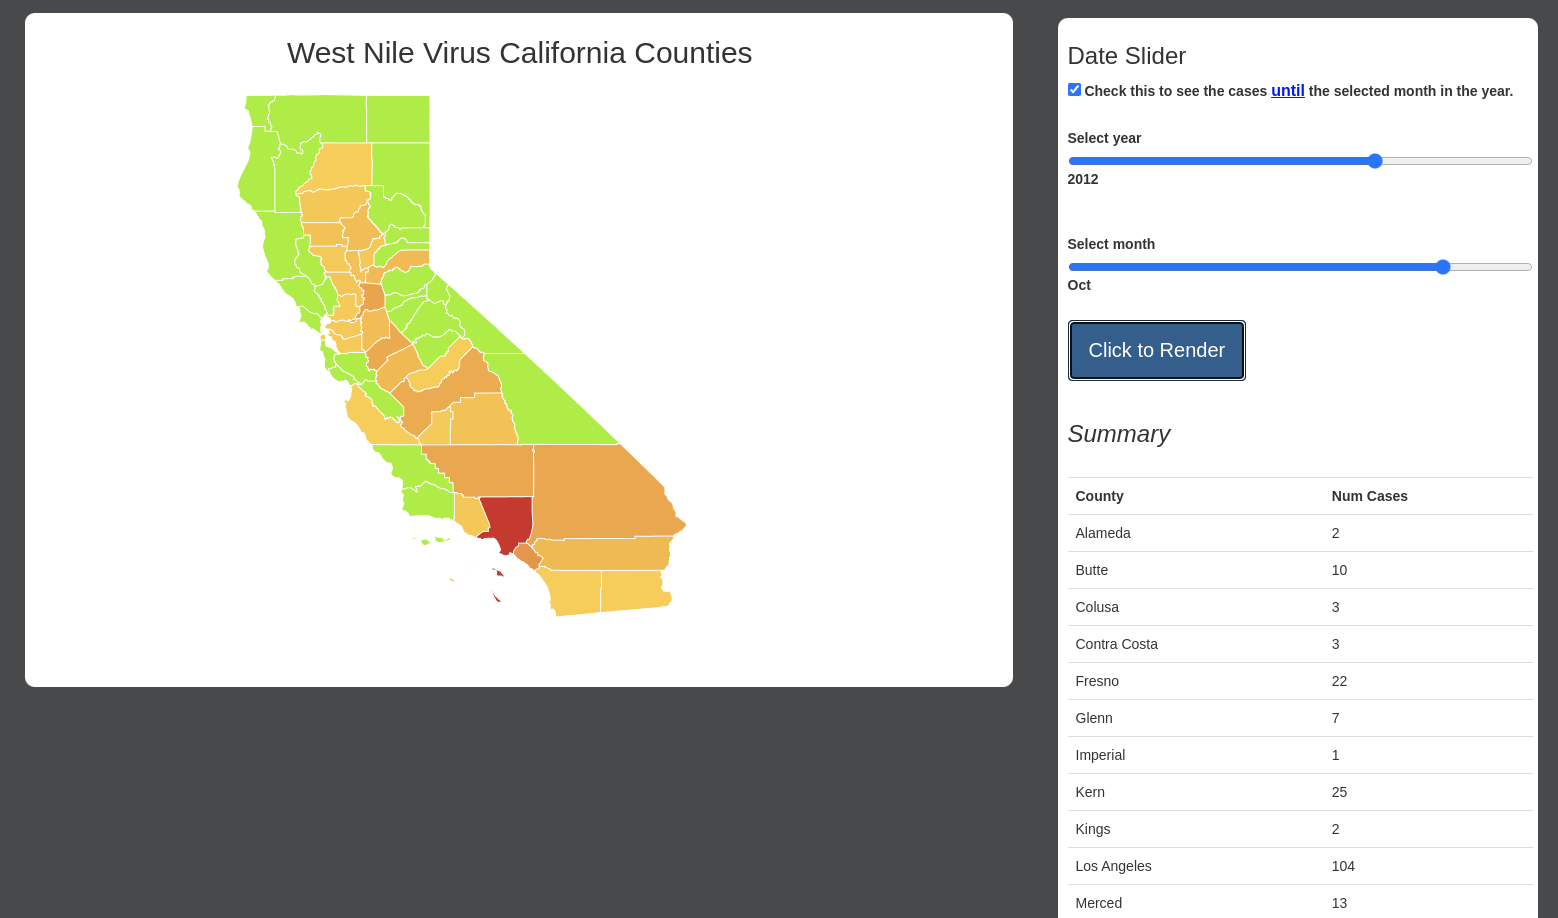 West Nile Virus California Counties
Date Slider
Check this to see the cases until the selected month in the year.
Select year
2012
Select month
Oct
Click to Render
Summary
County Num Cases
Alameda 2
Butte 10
Colusa 3
Contra Costa 3
Fresno 22
Glenn 7
Imperial 1
Kern 25
Kings 2
Los Angeles 104
Merced 13